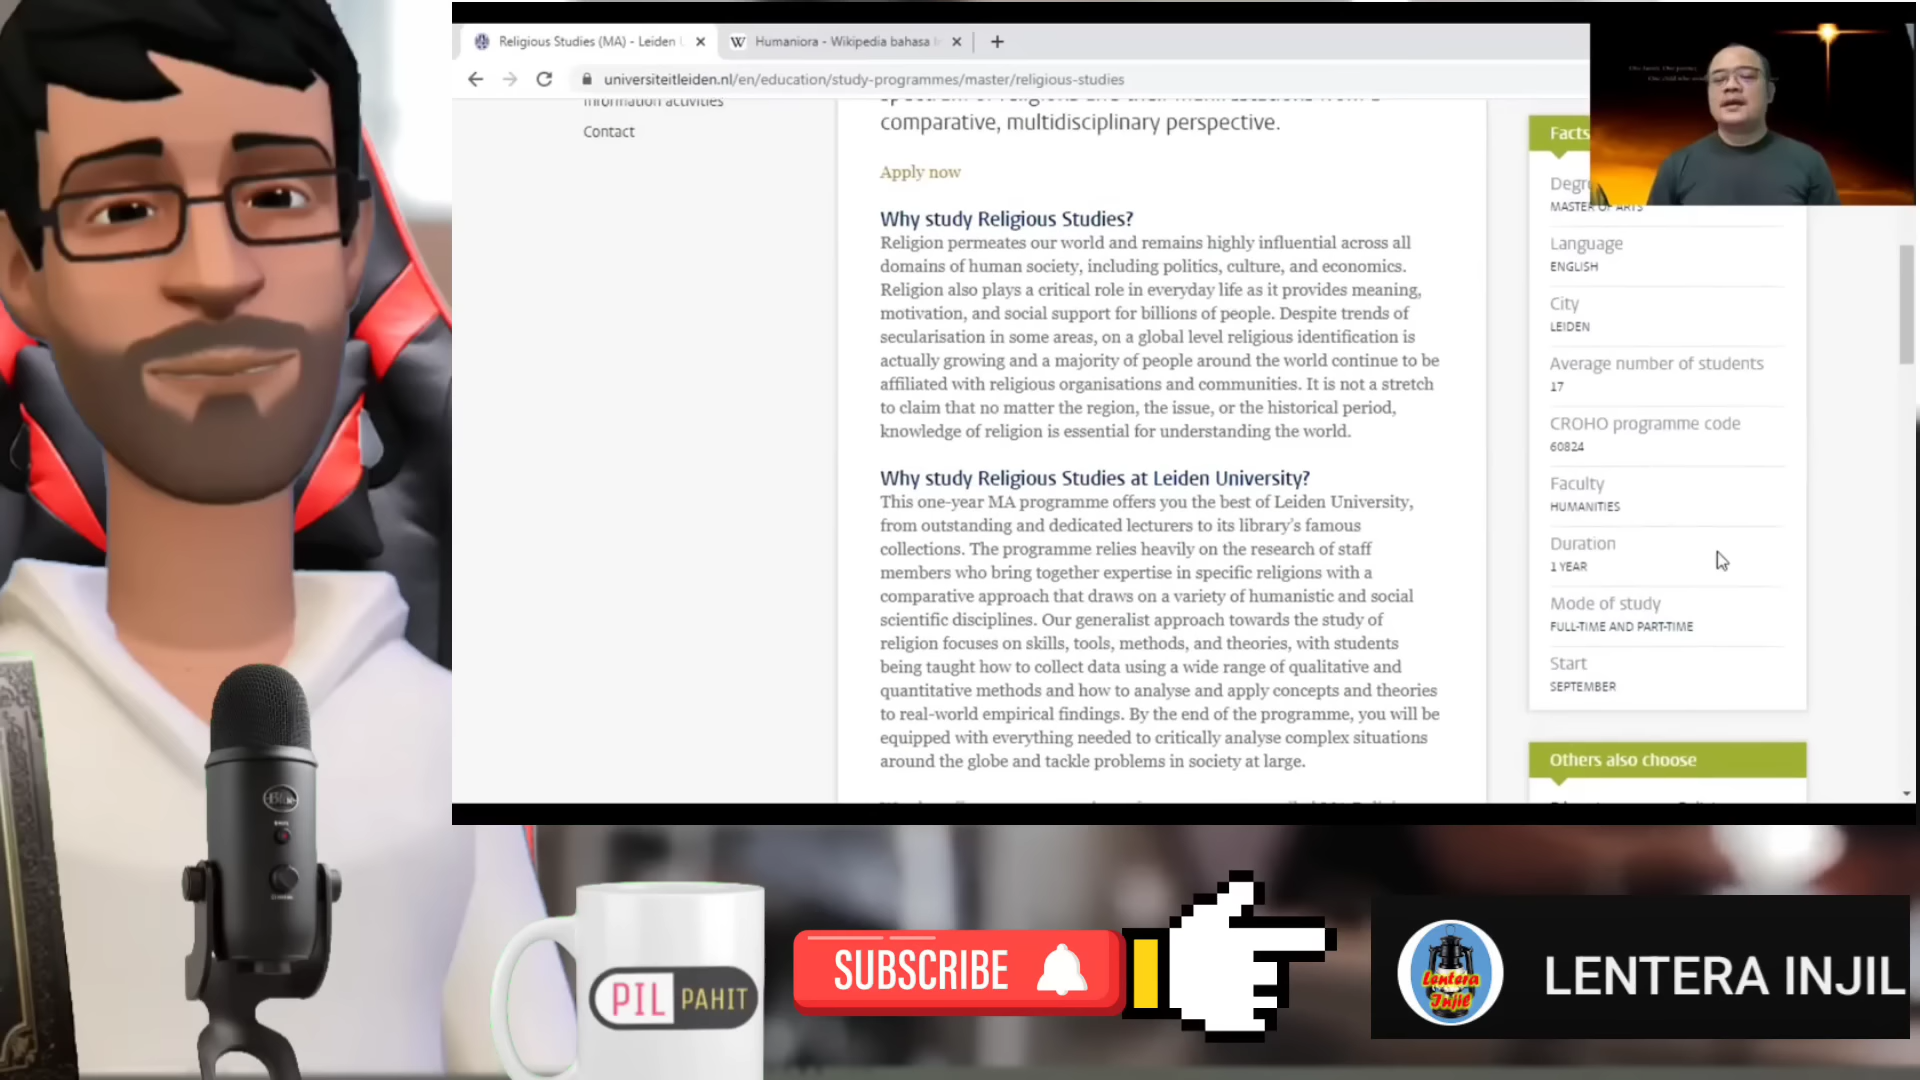 Religious Studies (MA) - Leiden
Humaniora - Wikipedia bahasa
universiteitleiden.nl/en/education/study-programmes/master/religious-studies
Information activities
Contact
comparative, multidisciplinary perspective.
Apply now
Why study Religious Studies?
Religion permeates our world and remains highly influential across all
domains of human society, including politics, culture, and economics.
Religion also plays a critical role in everyday life as it provides meaning,
motivation, and social support for billions of people. Despite trends of
secularisation in some areas, on a global level religious identification is
actually growing and a majority of people around the world continue to be
affiliated with religious organisations and communities. It is not a stretch
to claim that no matter the region, the issue, or the historical period,
knowledge of religion is essential for understanding the world.
Why study Religious Studies at Leiden University?
This one-year MA programme offers you the best of Leiden University,
from outstanding and dedicated lecturers to its library's famous
collections. The programme relies heavily on the research of staff
members who bring together expertise in specific religions with a
comparative approach that draws on a variety of humanistic and social
scientific disciplines. Our generalist approach towards the study of
religion focuses on skills, tools, methods, and theories, with students
being taught how to collect data using a wide range of qualitative and
quantitative methods and how to analyse and apply concepts and theories
to real-world empirical findings. By the end of the programme, you will be
equipped with everything needed to critically analyse complex situations
around the globe and tackle problems in society at large.
Facts
MASTER OF ARTS
Language
ENGLISH
City
LEIDEN
Average number of students
17
CROHO programme code
60824
Faculty
HUMANITIES
Duration
1 YEAR
Mode of study
FULL-TIME AND PART-TIME
Start
SEPTEMBER
Others also choose
Blue
PIL PAHIT
SUBSCRIBE
Lentera
Injil
LENTERA INJIL